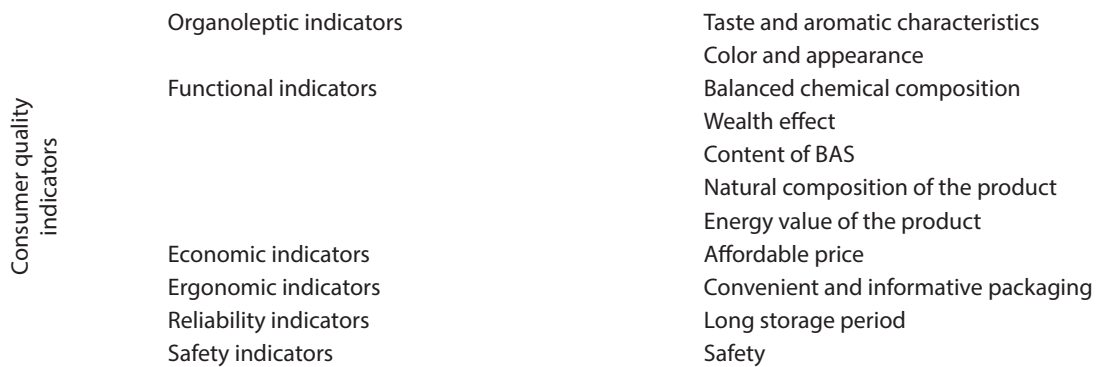 Consumer quality
indicators
Organoleptic indicators Taste and aromatic characteristics
Color and appearance
Functional indicators Balanced chemical composition
Wealth effect
Content of BAS
Natural composition of the product
Energy value of the product
Economic indicators Affordable price
Ergonomic indicators Convenient and informative packaging
Reliability indicators Long storage period
Safety indicators Safety